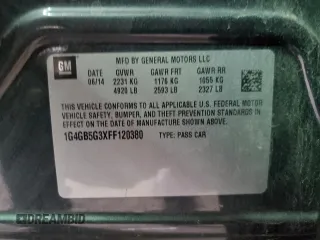 GM
MFD BY GENERAL MOTORS LLC
DATE GVWR GAWR FRT GAWR RR
06/14 2231 KG 1176 KG 1055 KG
4920 LB 2593 LB 2327 LB
THIS VEHICLE CONFORMS TO ALL APPLICABLE U.S. FEDERAL MOTOR
VEHICLE SAFETY, BUMPER, AND THEFT PREVENTION STANDARDS
IN EFFECT ON THE DATE OF MANUFACTURE SHOWN ABOVE.
1G4GB5G3XFF120380 TYPE: PASS CAR
DREAMBID